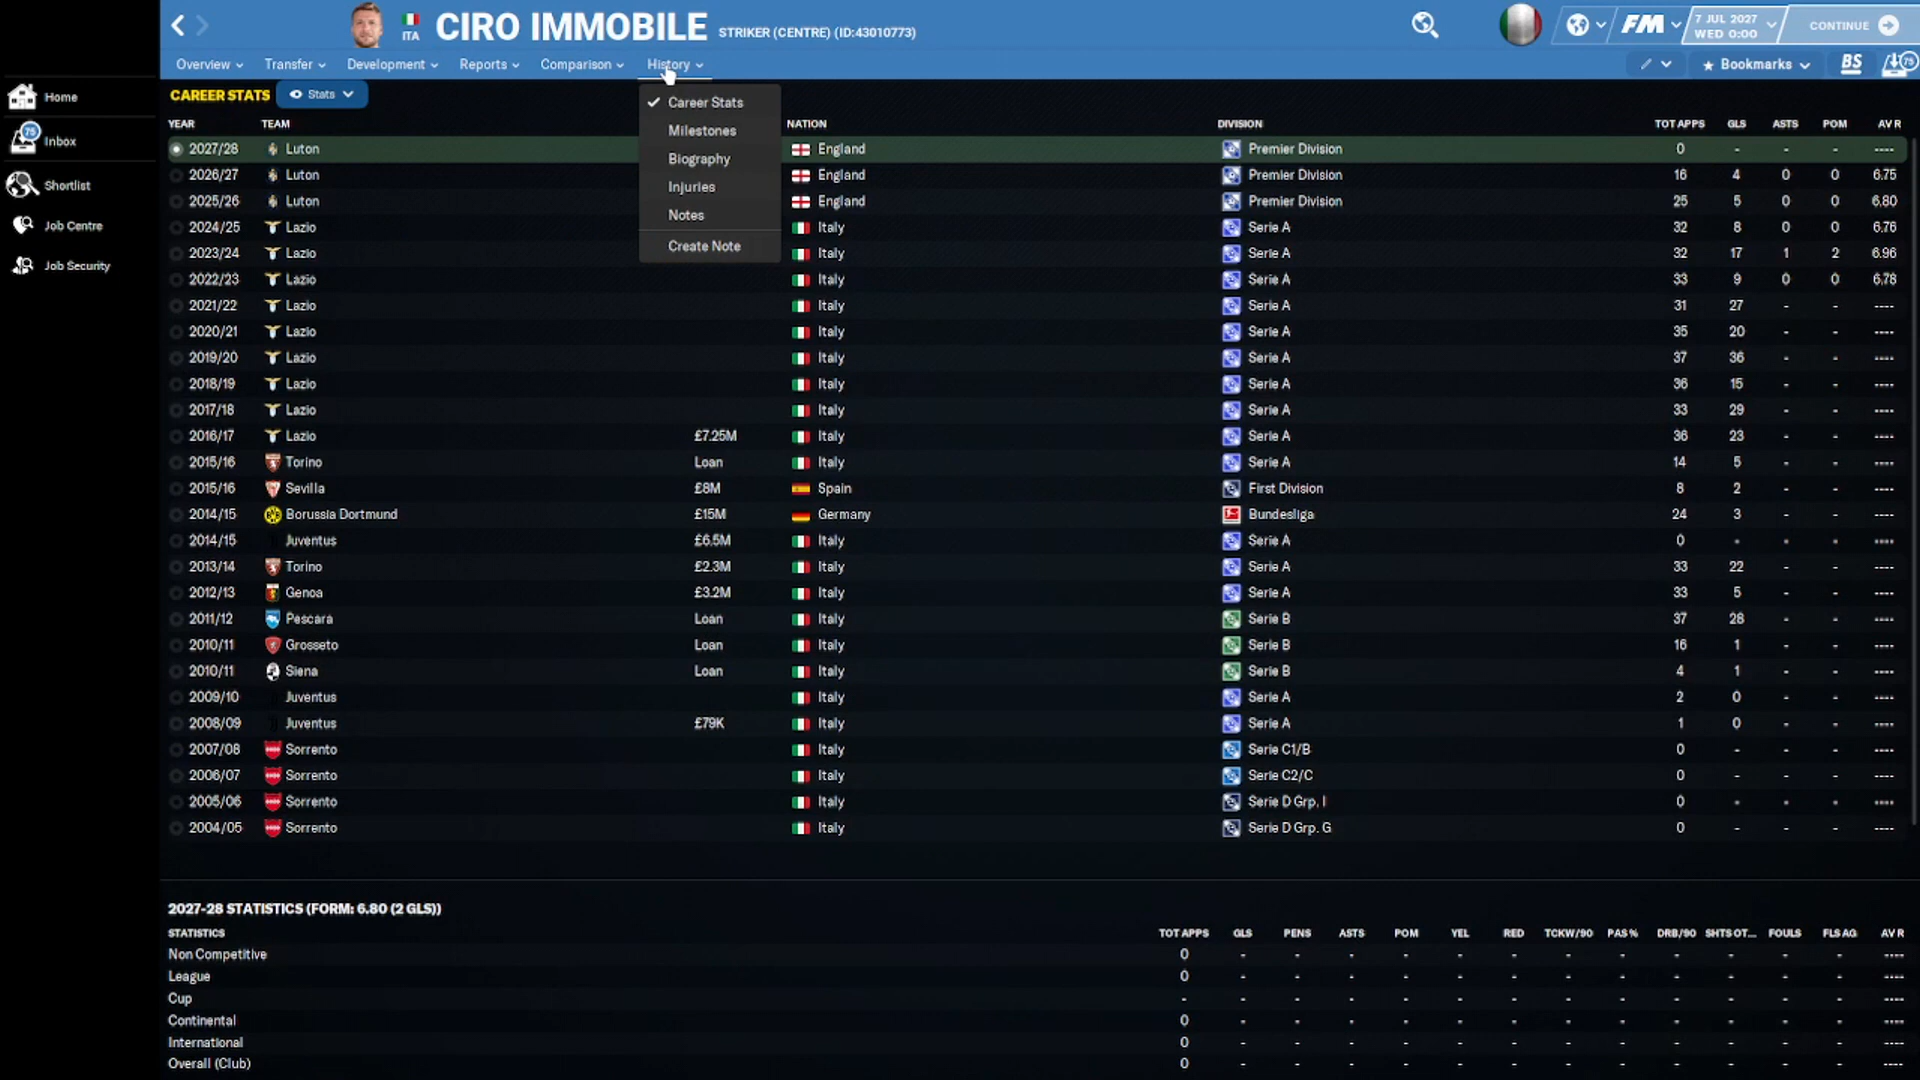 ITA CIRO IMMOBILE STRIKER (CENTRE) (ID:43010773) FM 7 JUL 2027 WED 0:00 CONTINUE
Overview Transfer Development Reports Comparison History Bookmarks BS 75
CAREER STATS Stats
Home
75 Inbox
Shortlist
Job Centre
Job Security
Career Stats
Milestones
Biography
Injuries
Notes
Create Note
YEAR TEAM NATION DIVISION TOT APPS GLS ASTS POM AV R
2027/28 Luton England Premier Division 0 - - - ----
2026/27 Luton England Premier Division 16 4 0 0 6.75
2025/26 Luton England Premier Division 25 5 0 0 6.80
2024/25 Lazio Italy Serie A 32 8 0 0 6.76
2023/24 Lazio Italy Serie A 32 17 1 2 6.96
2022/23 Lazio Italy Serie A 33 9 0 0 6.78
2021/22 Lazio Italy Serie A 31 27 - - ----
2020/21 Lazio Italy Serie A 35 20 - - ----
2019/20 Lazio Italy Serie A 37 36 - - ----
2018/19 Lazio Italy Serie A 36 15 - - ----
2017/18 Lazio Italy Serie A 33 29 - - ----
2016/17 Lazio £7.25M Italy Serie A 36 23 - - ----
2015/16 Torino Loan Italy Serie A 14 5 - - ----
2015/16 Sevilla £8M Spain First Division 8 2 - - ----
2014/15 Borussia Dortmund £15M Germany Bundesliga 24 3 - - ----
2014/15 Juventus £6.5M Italy Serie A 0 - - - ----
2013/14 Torino £2.3M Italy Serie A 33 22 - - ----
2012/13 Genoa £3.2M Italy Serie A 33 5 - - ----
2011/12 Pescara Loan Italy Serie B 37 28 - - ----
2010/11 Grosseto Loan Italy Serie B 16 1 - - ----
2010/11 Siena Loan Italy Serie B 4 1 - - ----
2009/10 Juventus Italy Serie A 2 0 - - ----
2008/09 Juventus £79K Italy Serie A 1 0 - - ----
2007/08 Sorrento Italy Serie C1/B 0 - - - ----
2006/07 Sorrento Italy Serie C2/C 0 - - - ----
2005/06 Sorrento Italy Serie D Grp. I 0 - - - ----
2004/05 Sorrento Italy Serie D Grp. G 0 - - - ----
2027-28 STATISTICS (FORM: 6.80 (2 GLS))
STATISTICS TOT APPS GLS PENS ASTS POM YEL RED TCKW/90 PAS % DRB/90 SHTS OT... FOULS FLS AG AV R
Non Competitive 0 - - - - - - - - - - - - ----
League 0 - - - - - - - - - - - - ----
Cup - - - - - - - - - - - - - ----
Continental 0 - - - - - - - - - - - - ----
International 0 - - - - - - - - - - - - ----
Overall (Club) 0 - - - - - - - - - - - - ----